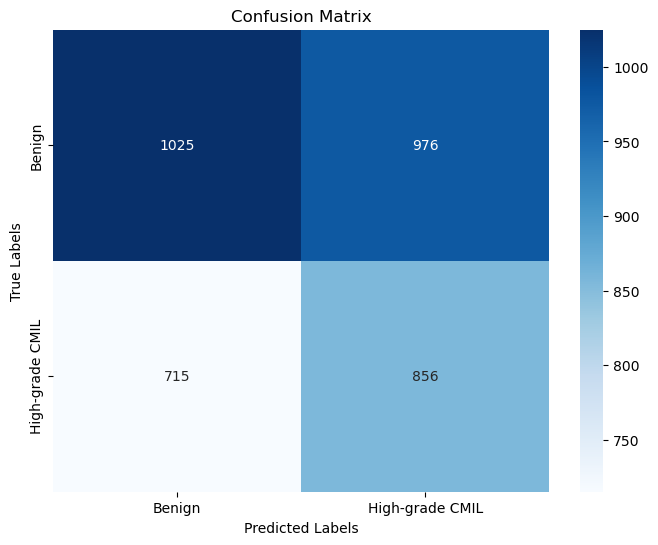 Confusion Matrix
True Labels
Benign
High-grade CMIL
1025
976
715
856
Benign
High-grade CMIL
Predicted Labels
1000
950
900
850
800
750